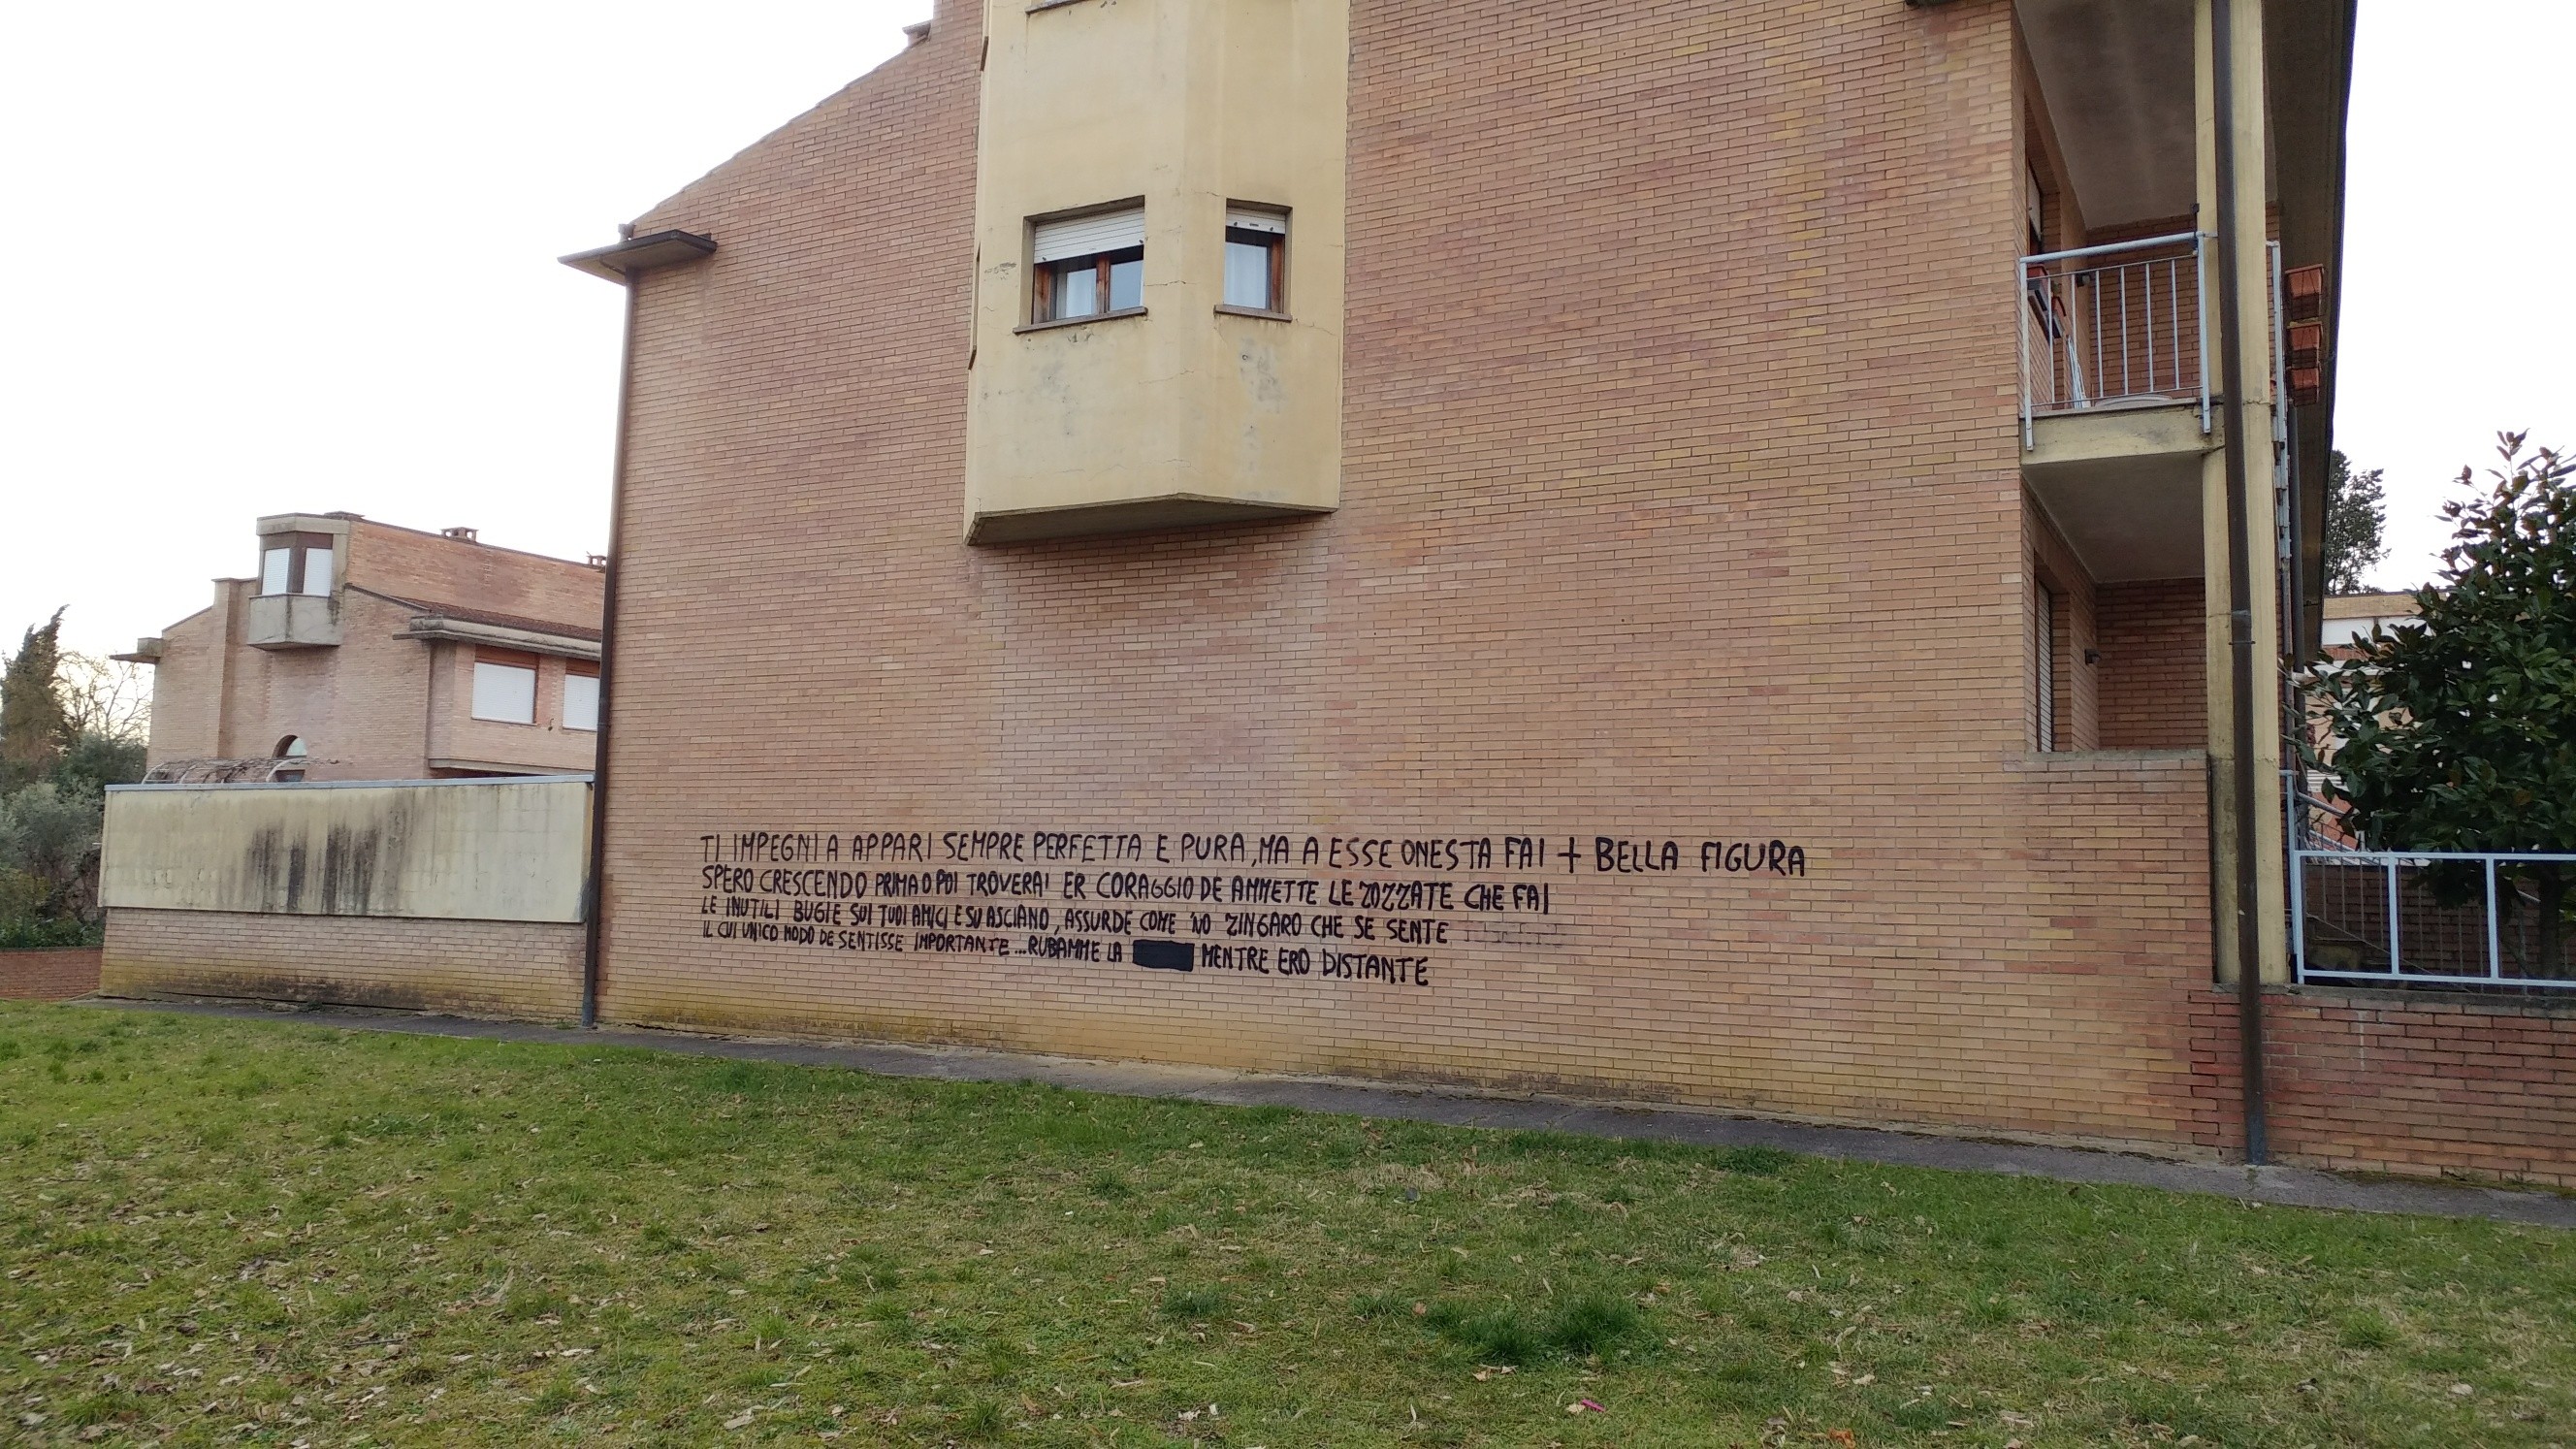 TI IMPEGNI A APPARI SEMPRE PERFETTA E PURA, MA A ESSE ONESTA FAI + BELLA FIGURA
SPERO CRESCENDO PRIMA O POI TROVERAI ER CORAGGIO DE AMMETTE LE ZOZZATE CHE FAI
LE INUTILI BUGIE SUI TUOI AMICI E SU ASCIANO, ASSURDE COME 'NO ZINGARO CHE SE SENTE
IL CUI UNICO MODO DE SENTISSE IMPORTANTE ... RUBAMME LA MENTRE ERO DISTANTE